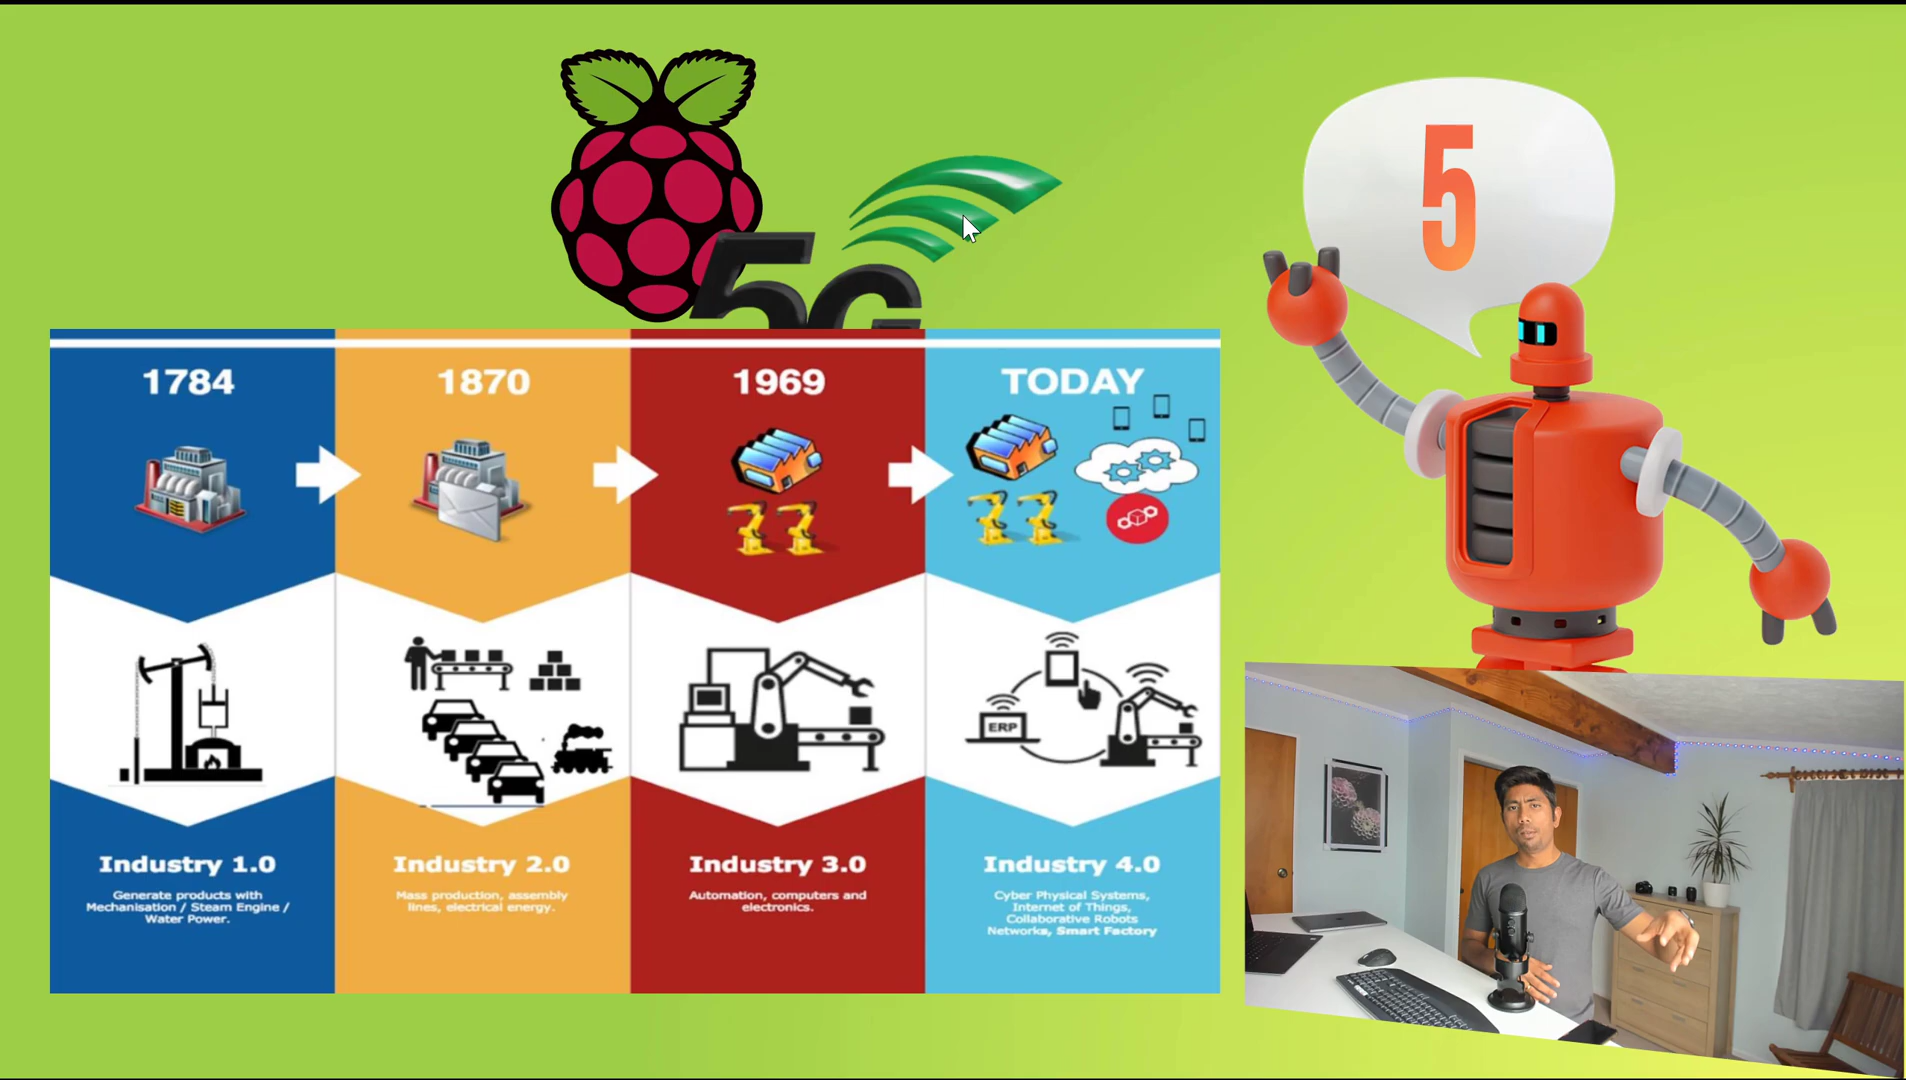 5
5G
1784
1870
1969
TODAY
ERP
Industry 1.0
Generate products with
Mechanisation / Steam Engine /
Water Power.
Industry 2.0
Mass production, assembly
lines, electrical energy.
Industry 3.0
Automation, computers and
electronics.
Industry 4.0
Cyber Physical Systems,
Internet of Things,
Collaborative Robots
Networks, Smart Factory